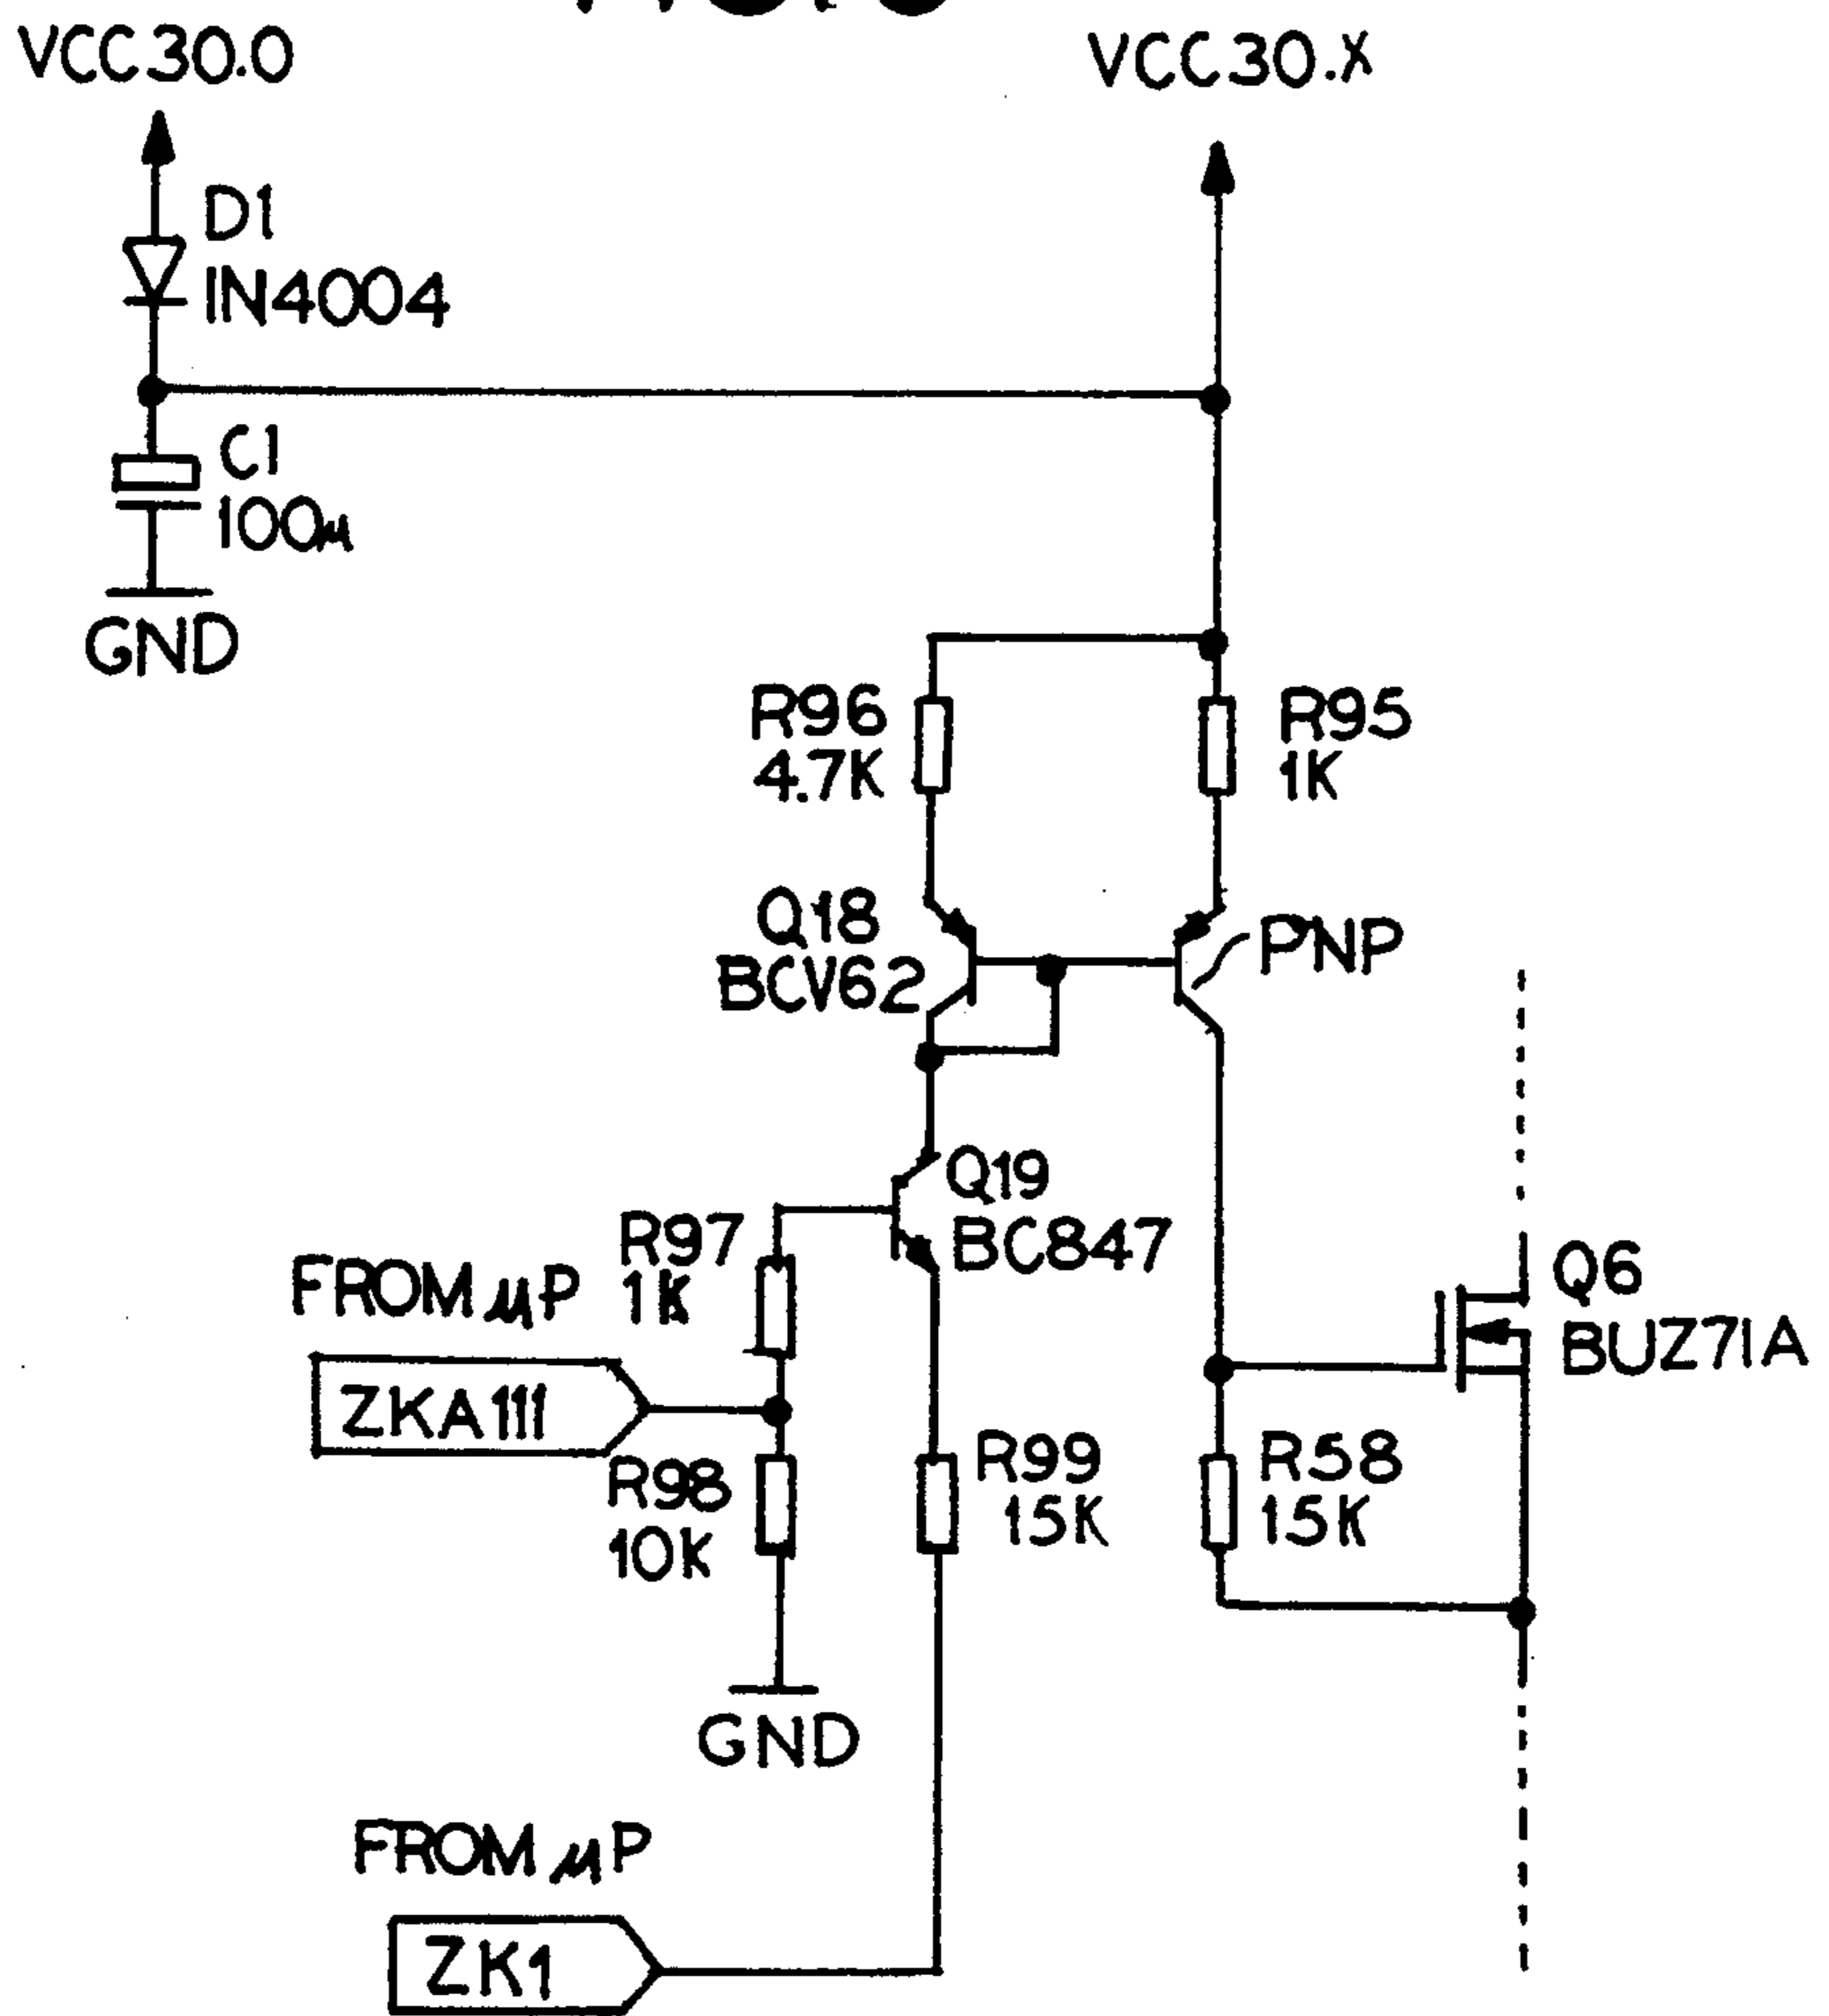 VCC30.0
VCC30.X
D1
IN4004
C1
100µ
GND
R96
4.7K
R95
1K
Q18
BCV62
PNP
Q19
BC847
R97
1K
FROM µP
ZKA111
Q6
BUZ71A
R98
10K
R99
15K
R58
15K
GND
FROM µP
ZK1